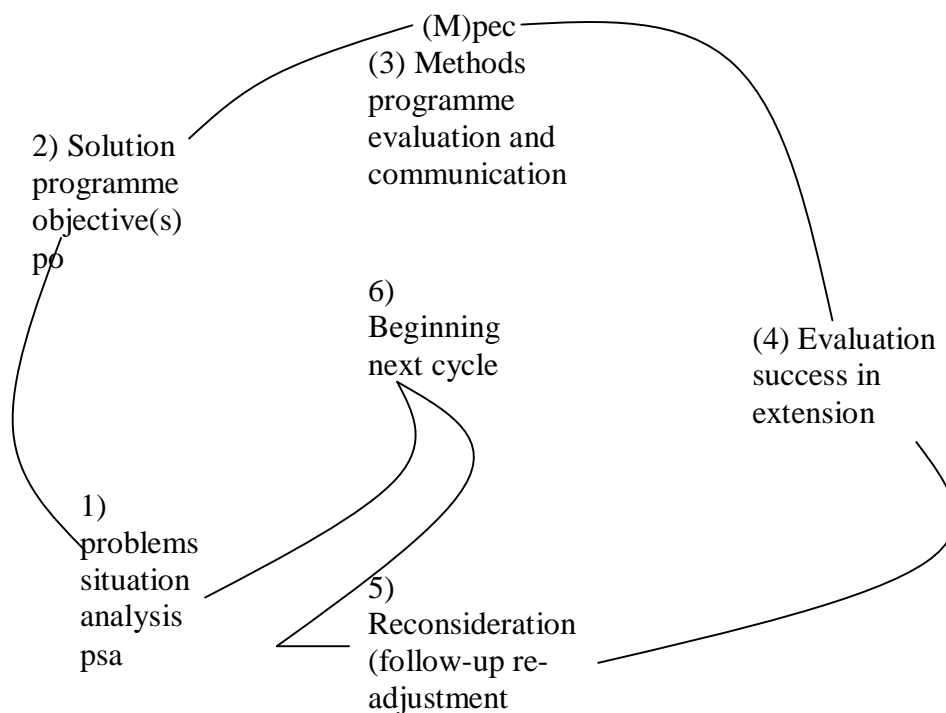 (M)pec
(3) Methods
programme
evaluation and
communication
2) Solution
programme
objective(s)
po
6)
Beginning
next cycle
(4) Evaluation
success in
extension
1)
problems
situation
analysis
psa
5)
Reconsideration
(follow-up re-
adjustment